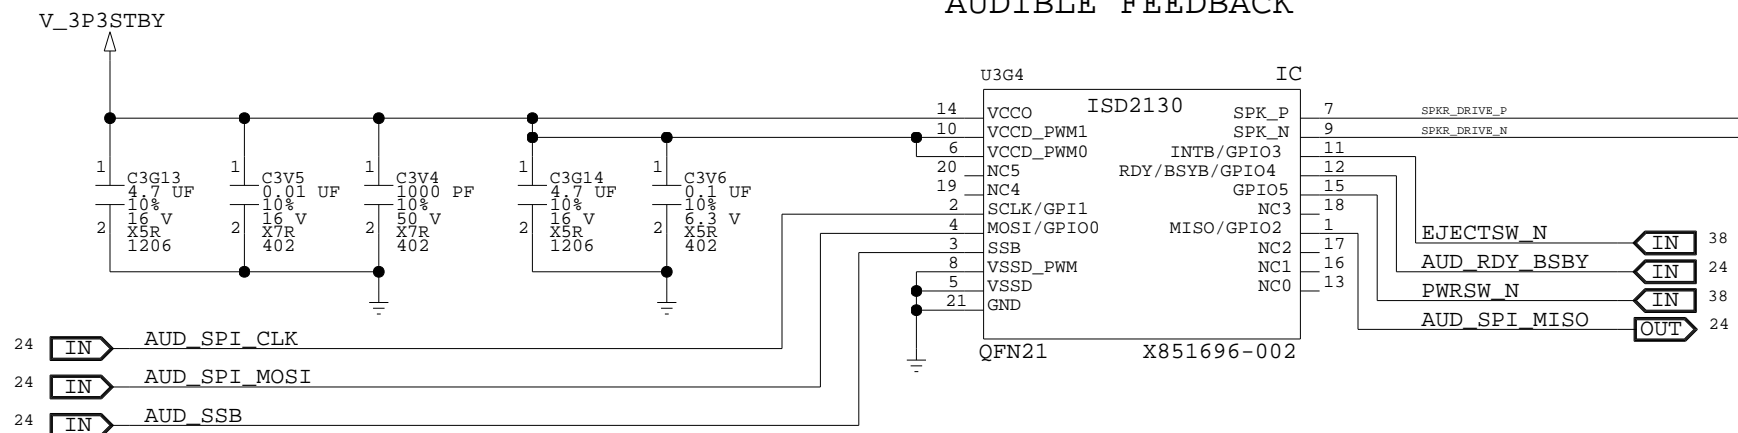 AUDIBLE FEEDBACK
V_3P3STBY
U3G4 IC
ISD2130
14 VCCO SPK_P 7 SPKR_DRIVE_P
10 VCCD_PWM1 SPK_N 9 SPKR_DRIVE_N
6 VCCD_PWM0 INTB/GPIO3 11
20 NC5 RDY/BSYB/GPIO4 12
19 NC4 GPIO5 15
2 SCLK/GPI1 NC3 18
4 MOSI/GPIO0 MISO/GPIO2 1
3 SSB NC2 17
8 VSSD_PWM NC1 16
5 VSSD NC0 13
21 GND
QFN21 X851696-002
1 C3G13
4.7 UF
10%
16 V
2 X5R
1206
1 C3V5
0.01 UF
10%
16 V
2 X7R
402
1 C3V4
1000 PF
10%
50 V
2 X7R
402
1 C3G14
4.7 UF
10%
16 V
2 X5R
1206
1 C3V6
0.1 UF
10%
6.3 V
2 X5R
402
EJECTSW_N IN 38
AUD_RDY_BSBY IN 24
PWRSW_N IN 38
AUD_SPI_MISO OUT 24
24 IN AUD_SPI_CLK
24 IN AUD_SPI_MOSI
24 IN AUD_SSB